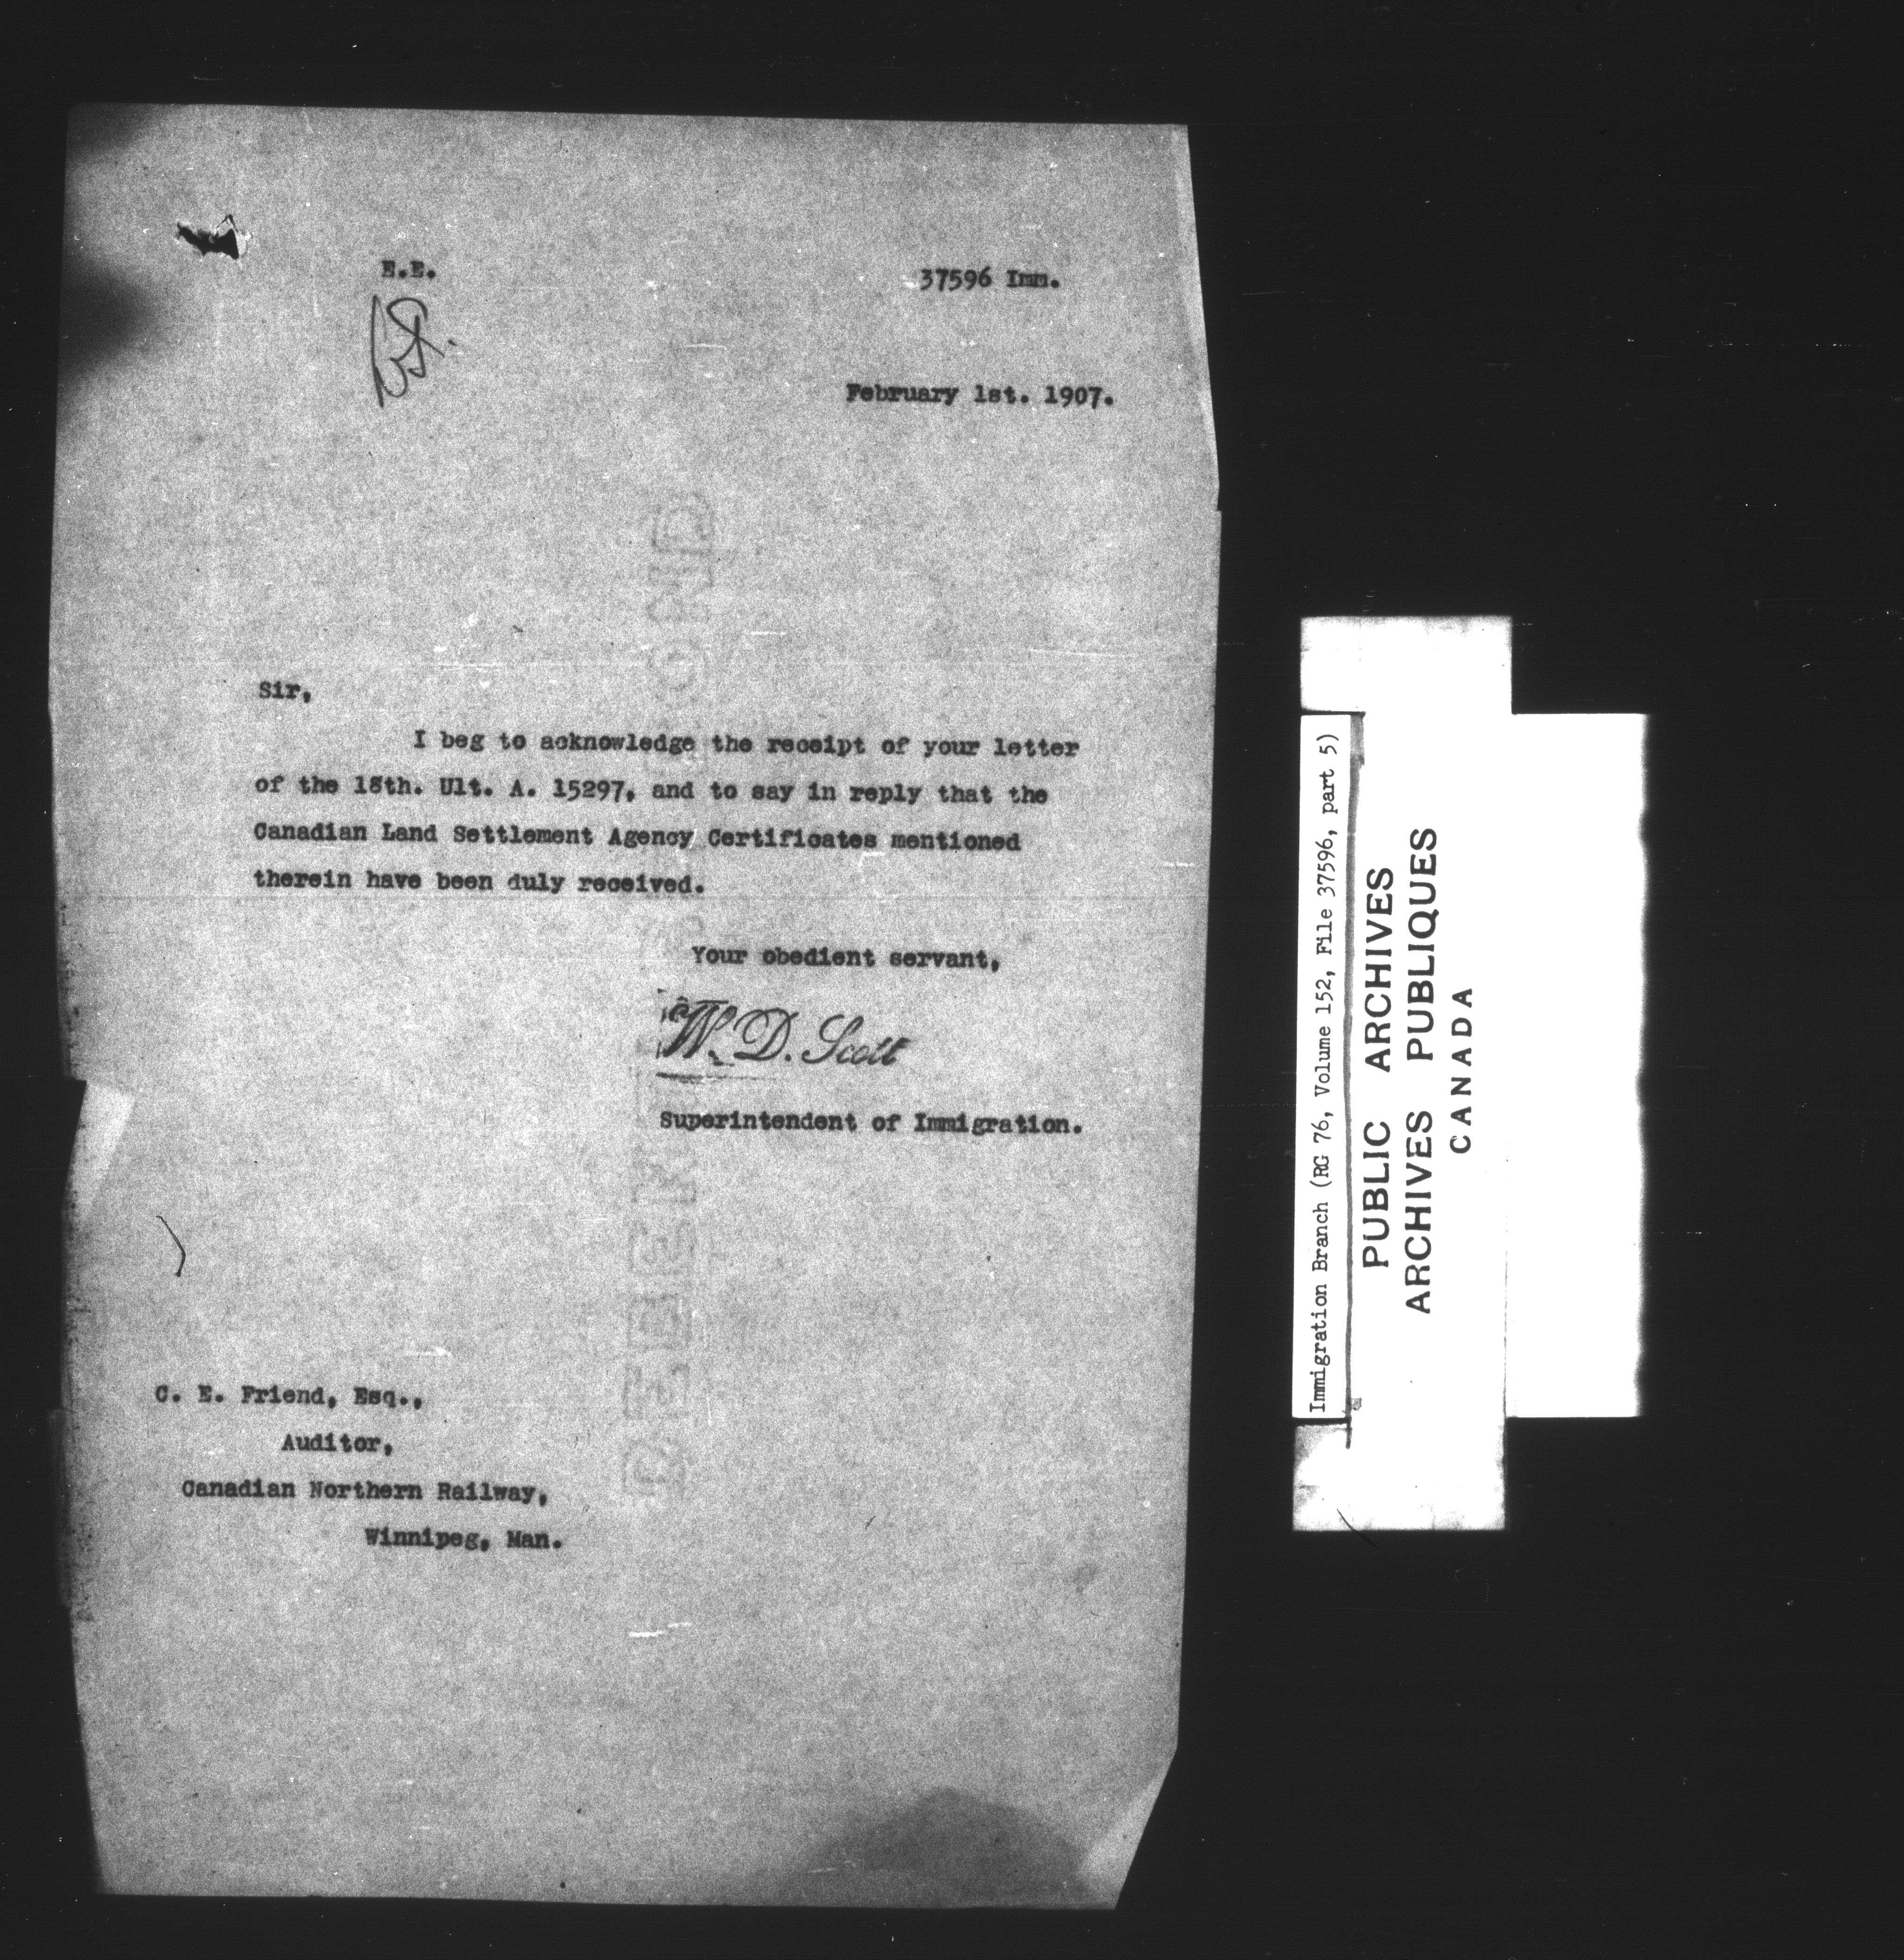 E.E.
37596 Imm.
February 1st. 1907.
Sir,
I beg to acknowledge the receipt of your letter
of the 18th. Ult. A. 15297, and to say in reply that the
Canadian Land Settlement Agency Certificates mentioned
therein have been duly received.
Your obedient servant,
W. D. Scott
Superintendent of Immigration.
C. E. Friend, Esq.,
Auditor,
Canadian Northern Railway,
Winnipeg, Man.
Immigration Branch (RG 76, Volume 152, File 37596, part 5)
PUBLIC ARCHIVES
ARCHIVES PUBLIQUES
CANADA